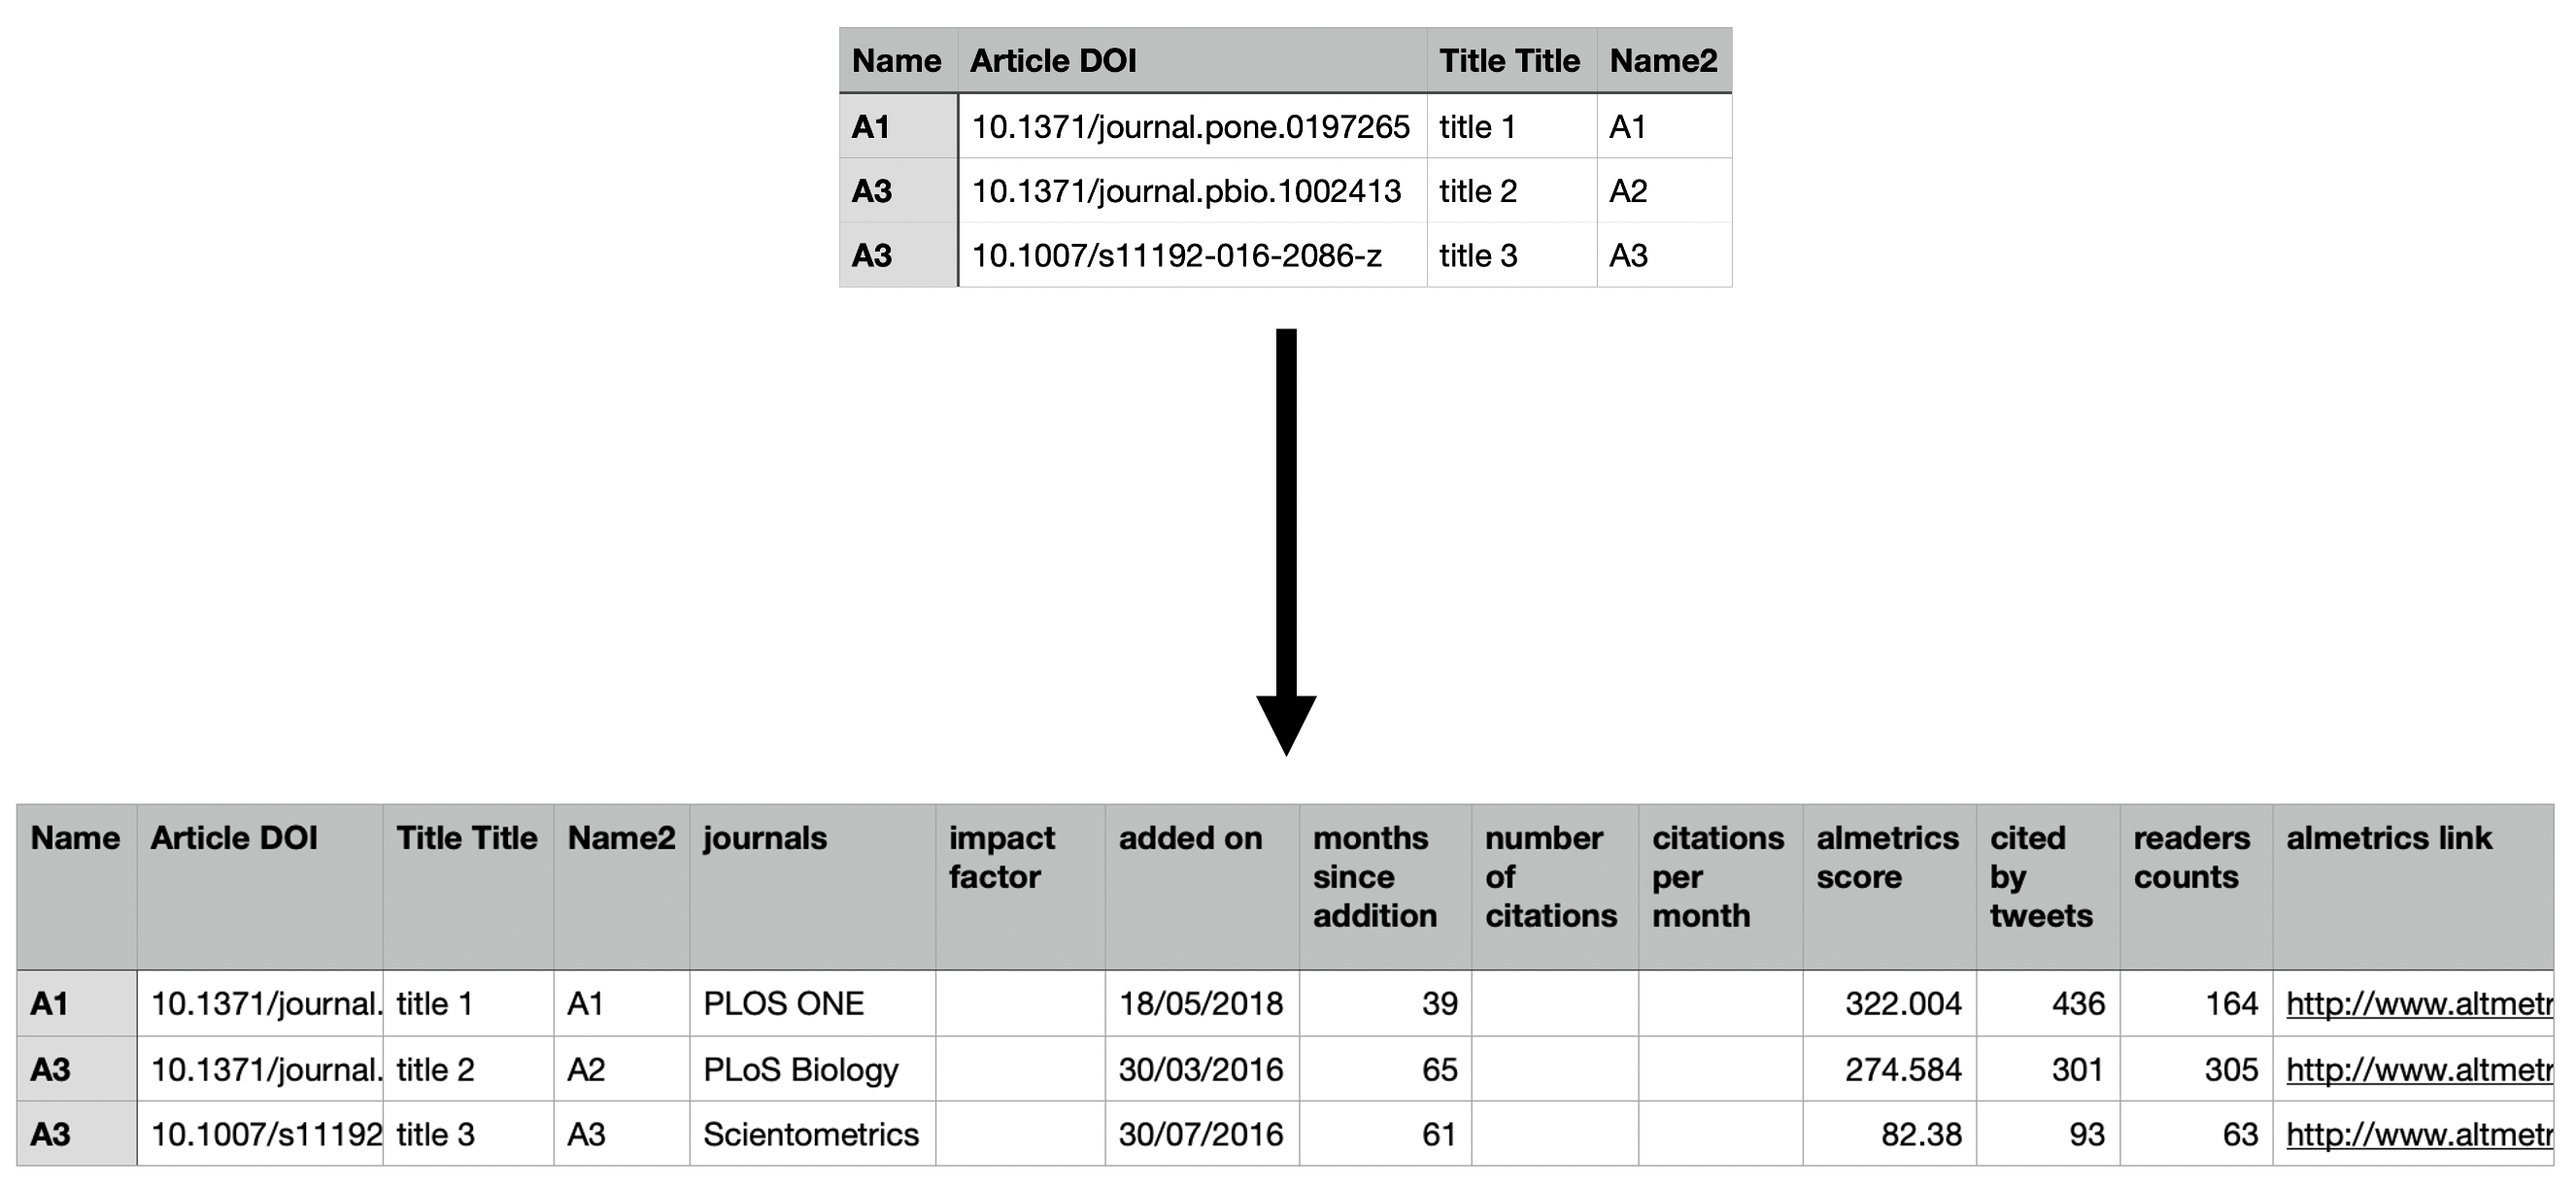 Name Article DOI Title Title Name2
A1 10.1371/journal.pone.0197265 title 1 A1
A3 10.1371/journal.pbio.1002413 title 2 A2
A3 10.1007/s11192-016-2086-z title 3 A3
Name Article DOI Title Title Name2 journals impact added on months number citations almetrics cited readers almetrics link
factor since of per score by counts
addition citations month tweets
A1 10.1371/journal. title 1 A1 PLOS ONE 18/05/2018 39 322.004 436 164 http://www.altmetr
A3 10.1371/journal. title 2 A2 PLoS Biology 30/03/2016 65 274.584 301 305 http://www.altmetr
A3 10.1007/s11192 title 3 A3 Scientometrics 30/07/2016 61 82.38 93 63 http://www.altmetr